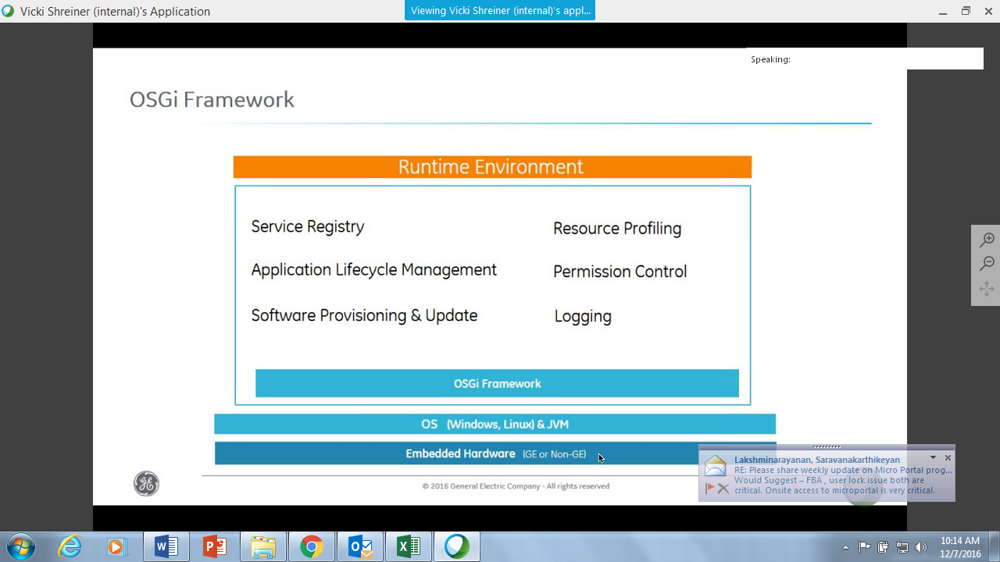 Vicki Shreiner (internal)'s Application
Viewing Vicki Shreiner (internal)'s appl...
Speaking:
OSGi Framework
Runtime Environment
Service Registry
Resource Profiling
Application Lifecycle Management
Permission Control
Software Provisioning & Update
Logging
OSGi Framework
OS (Windows, Linux) & JVM
Embedded Hardware (GE or Non-GE)
© 2016 General Electric Company - All rights reserved
Lakshminarayanan, Saravanakarthikeyan
RE: Please share weekly update on Micro Portal prog...
Would Suggest – FBA , user lock issue both are
critical. Onsite access to microportal is very critical.
10:14 AM
12/7/2016